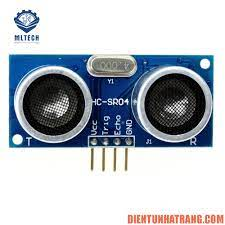 MLTECH
Y1
HC-SR04
T
Vcc
Trig
Echo
GND
J1
R
DIENTUNHATRANG.COM